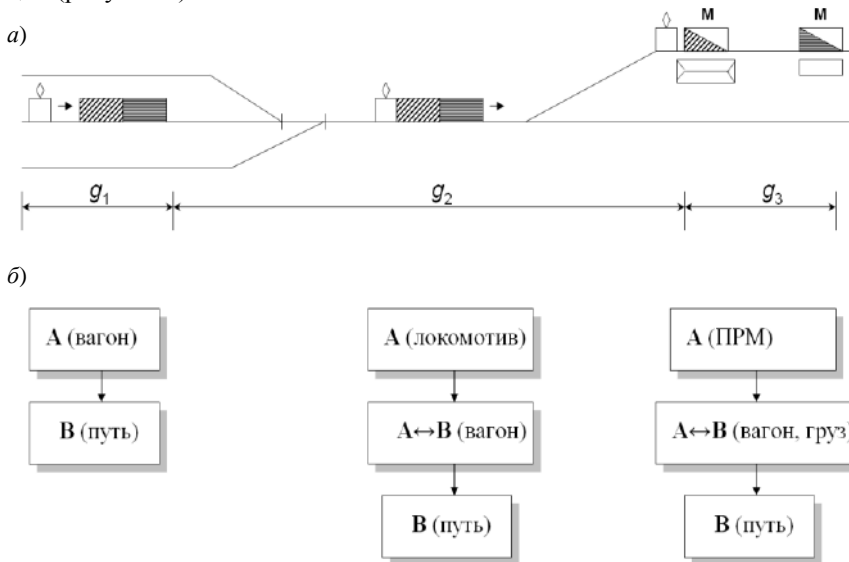 а)
М М
g1 g2 g3
б)
А (вагон) А (локомотив) А (ПРМ)
В (путь) А↔В (вагон) А↔В (вагон, груз)
В (путь) В (путь)